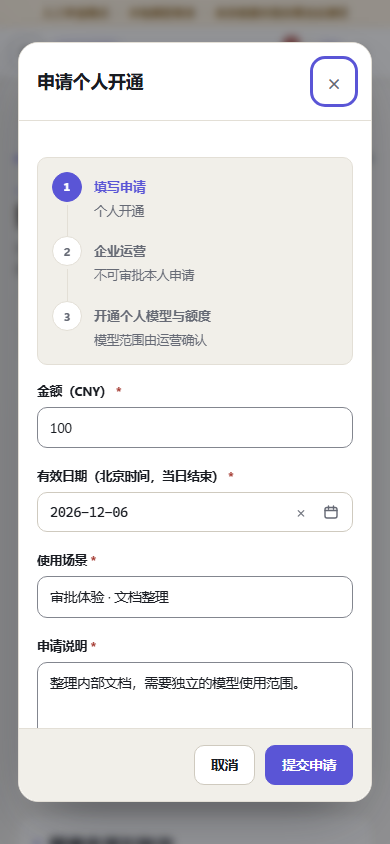 申请个人开通
×
1 填写申请
个人开通
2 企业运营
不可审批本人申请
3 开通个人模型与额度
模型范围由运营确认
金额（CNY） *
100
有效日期（北京时间，当日结束） *
2026-12-06 ×
使用场景 *
审批体验 · 文档整理
申请说明 *
整理内部文档，需要独立的模型使用范围。
取消 提交申请